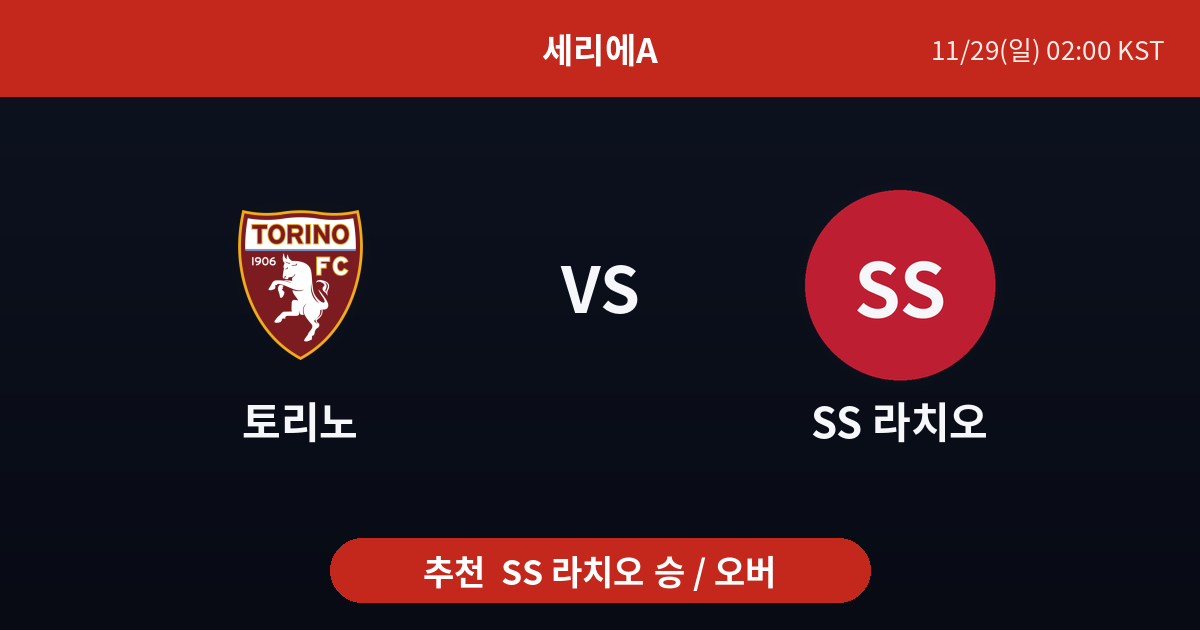 세리에A
11/29(일) 02:00 KST
TORINO
1906
FC
VS
SS
토리노
SS 라치오
추천 SS 라치오 승 / 오버